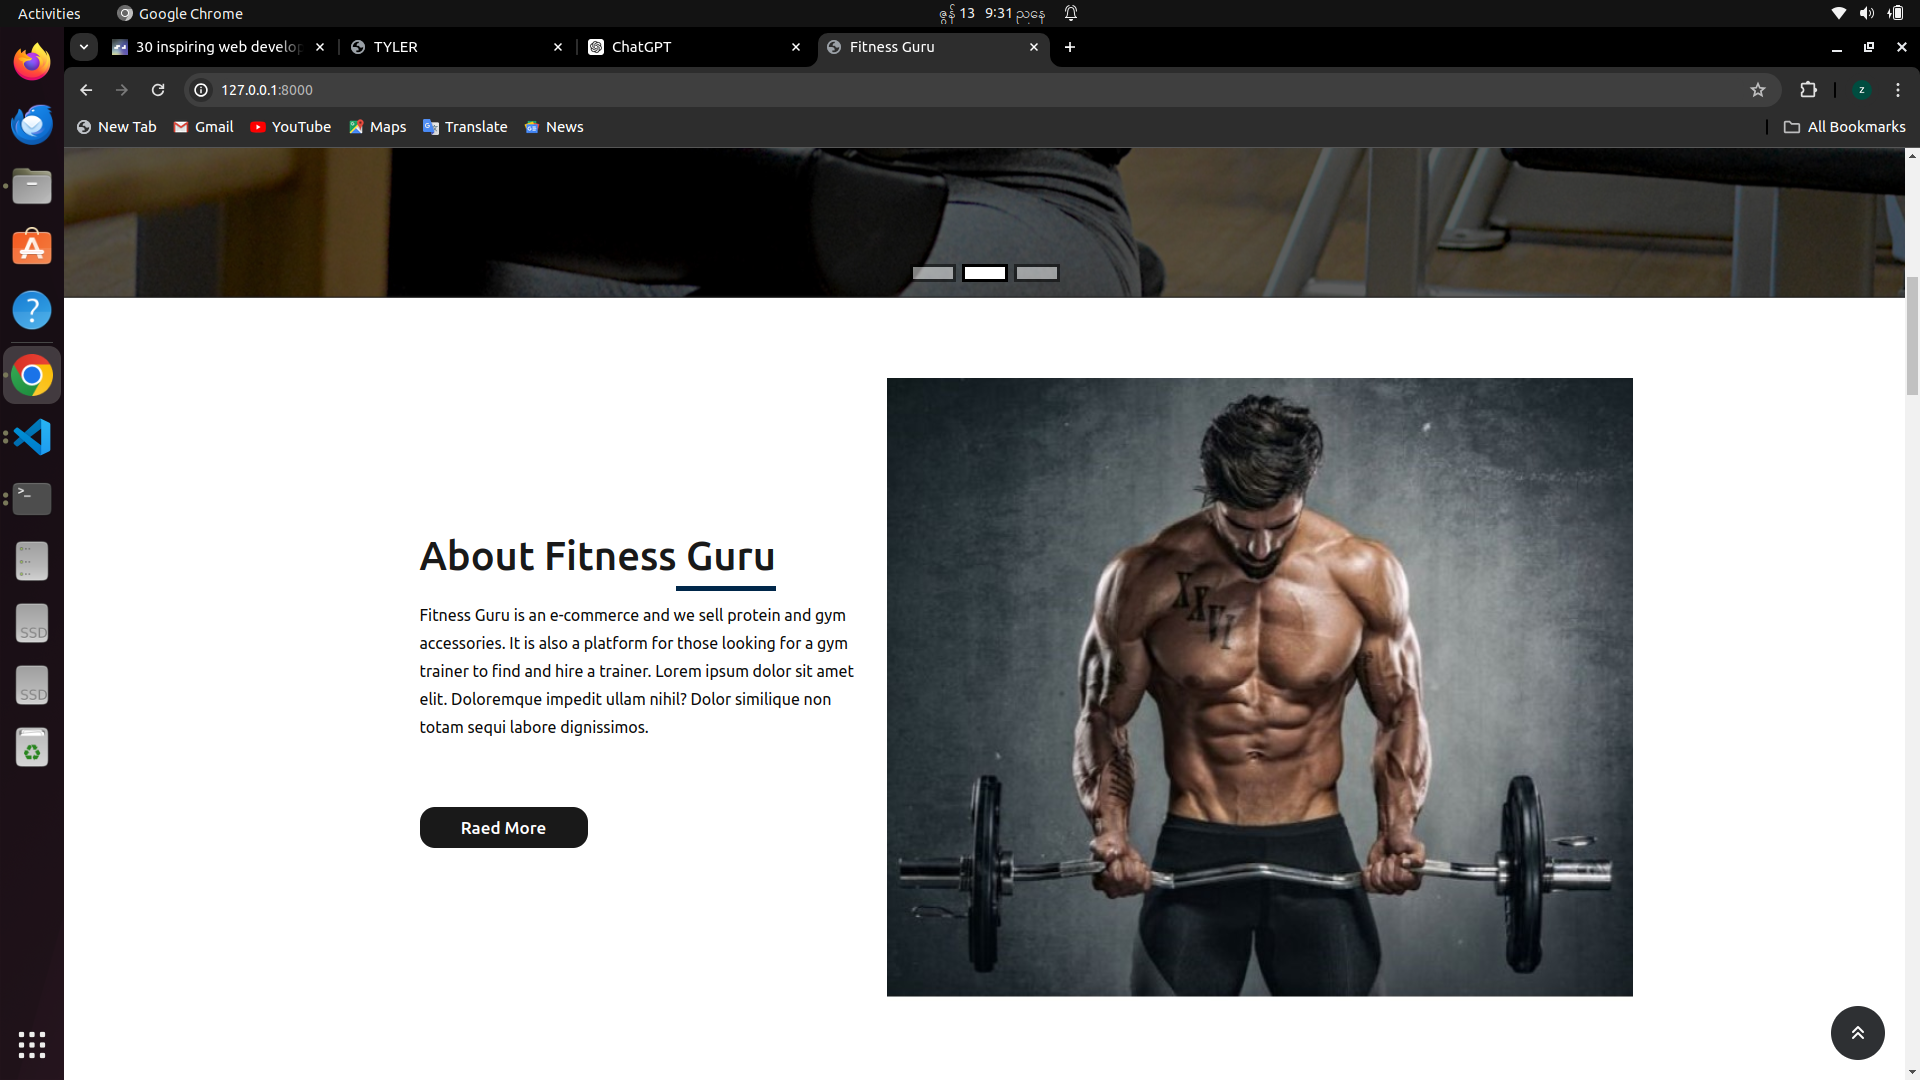 Activities
Google Chrome
ဇွန် 13 9:31 ညနေ
30 inspiring web develop
TYLER
ChatGPT
Fitness Guru
127.0.0.1:8000
z
New Tab
Gmail
YouTube
Maps
Translate
News
All Bookmarks
About Fitness Guru
Fitness Guru is an e-commerce and we sell protein and gym
accessories. It is also a platform for those looking for a gym
trainer to find and hire a trainer. Lorem ipsum dolor sit amet
elit. Doloremque impedit ullam nihil? Dolor similique non
totam sequi labore dignissimos.
Raed More
XXVI
SSD
SSD